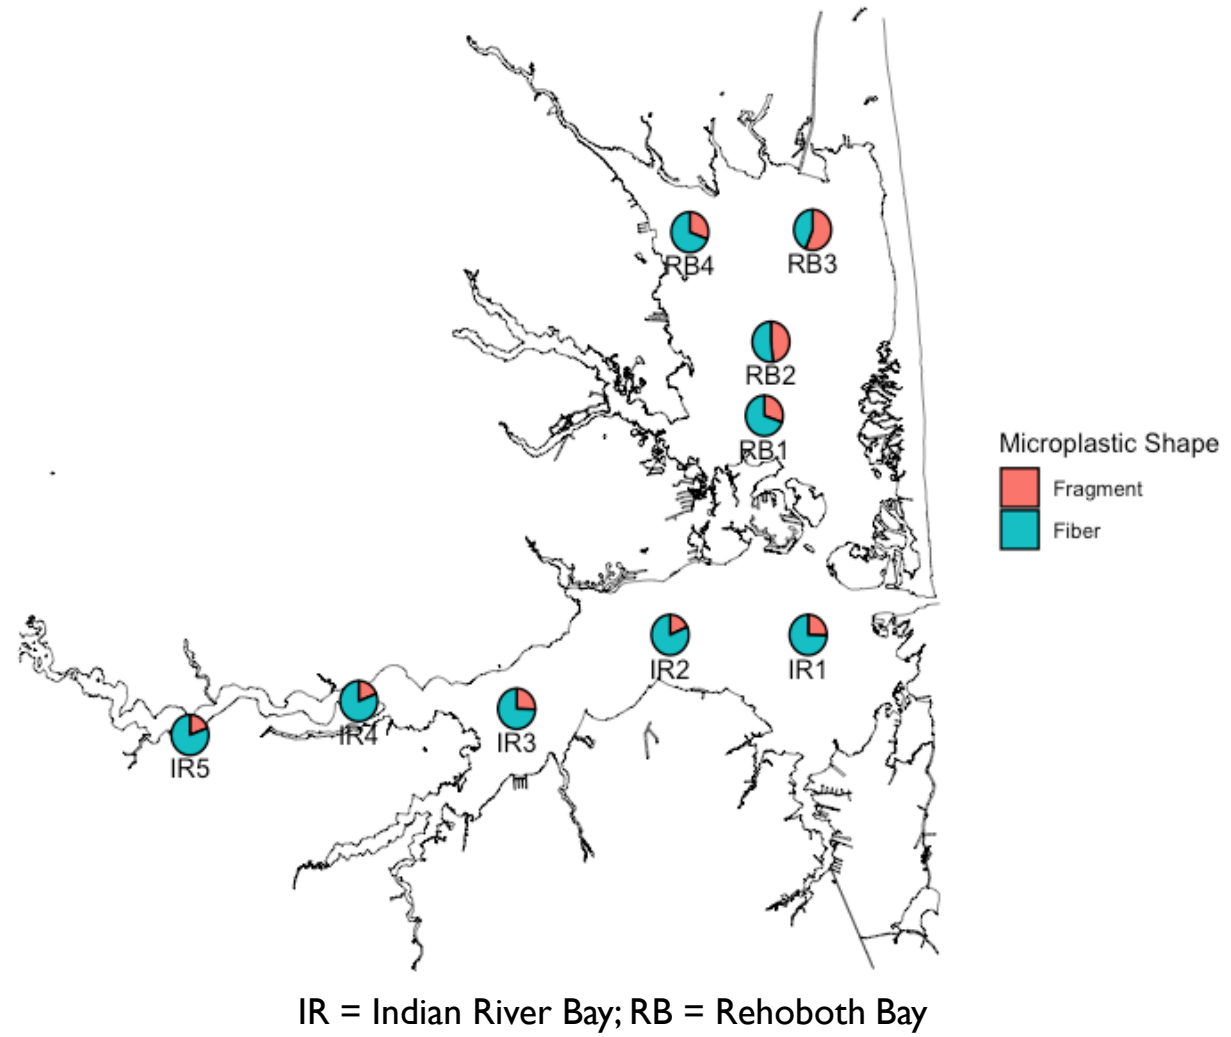 RB4
RB3
RB2
RB1
Microplastic Shape
Fragment
Fiber
IR2
IR1
IR4
IR3
IR5
IR = Indian River Bay; RB = Rehoboth Bay